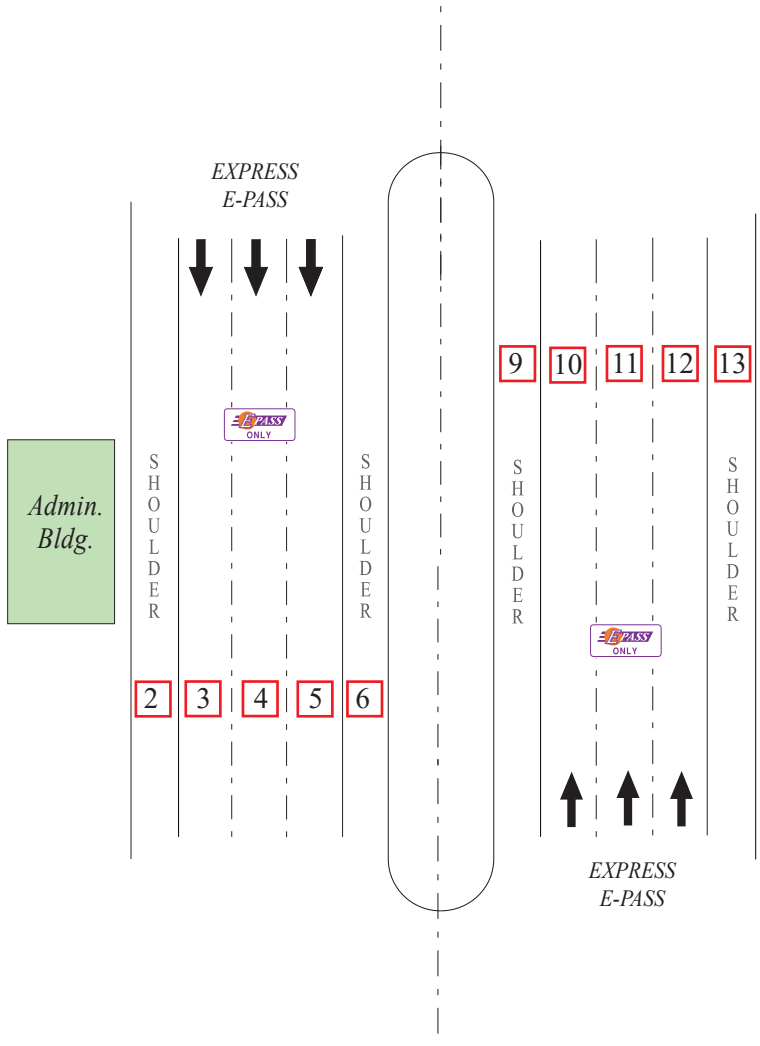 EXPRESS
E-PASS
9
10
11
12
13
E-PASS
ONLY
SHOULDER
SHOULDER
SHOULDER
SHOULDER
Admin.
Bldg.
E-PASS
ONLY
2
3
4
5
6
EXPRESS
E-PASS